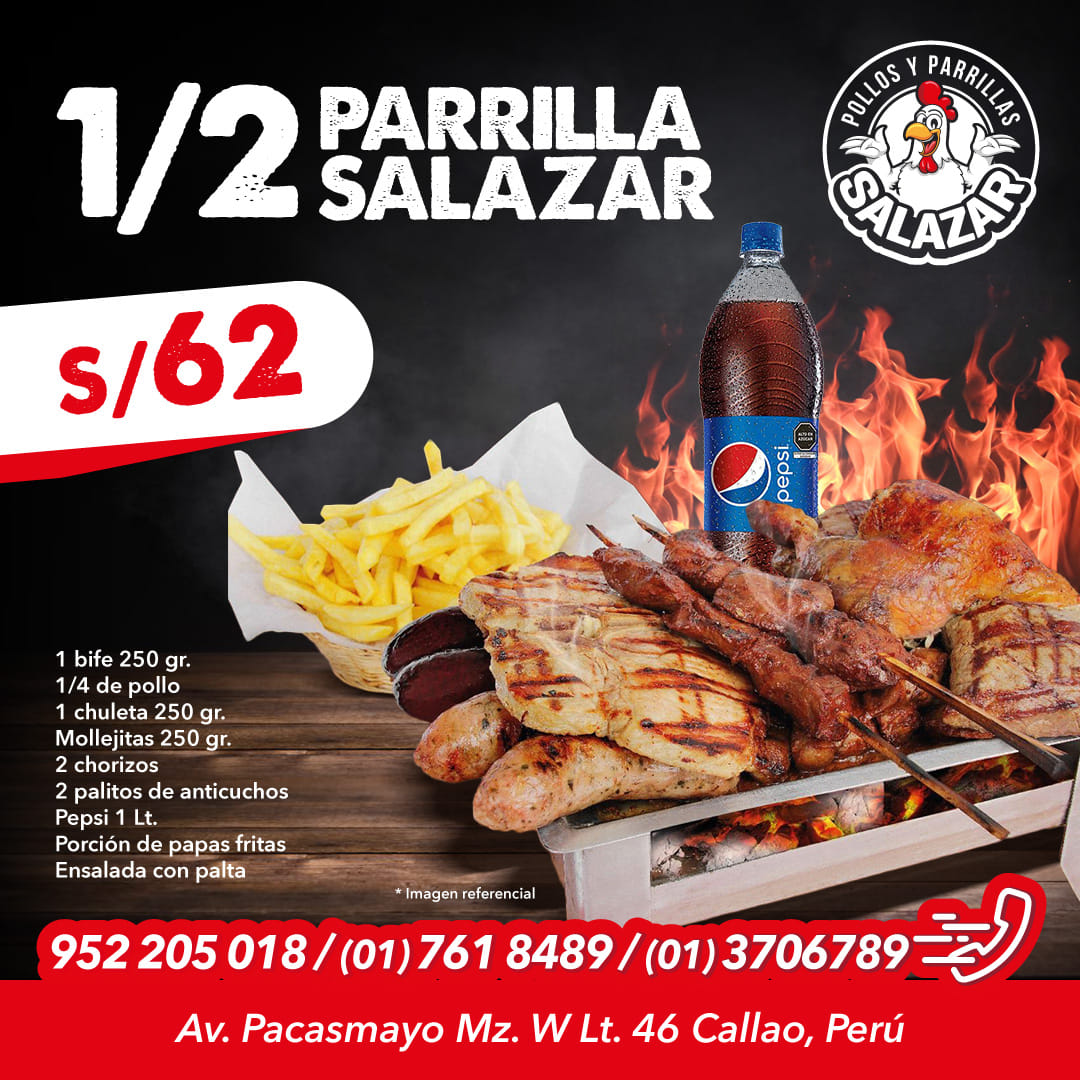 1/2 PARRILLA
SALAZAR
POLLOS Y PARRILLAS
SALAZAR
S/62
ALTO EN
AZÚCAR
pepsi.
1 bife 250 gr.
1/4 de pollo
1 chuleta 250 gr.
Mollejitas 250 gr.
2 chorizos
2 palitos de anticuchos
Pepsi 1 Lt.
Porción de papas fritas
Ensalada con palta
* Imagen referencial
952 205 018 / (01) 761 8489 / (01) 3706789
Av. Pacasmayo Mz. W Lt. 46 Callao, Perú